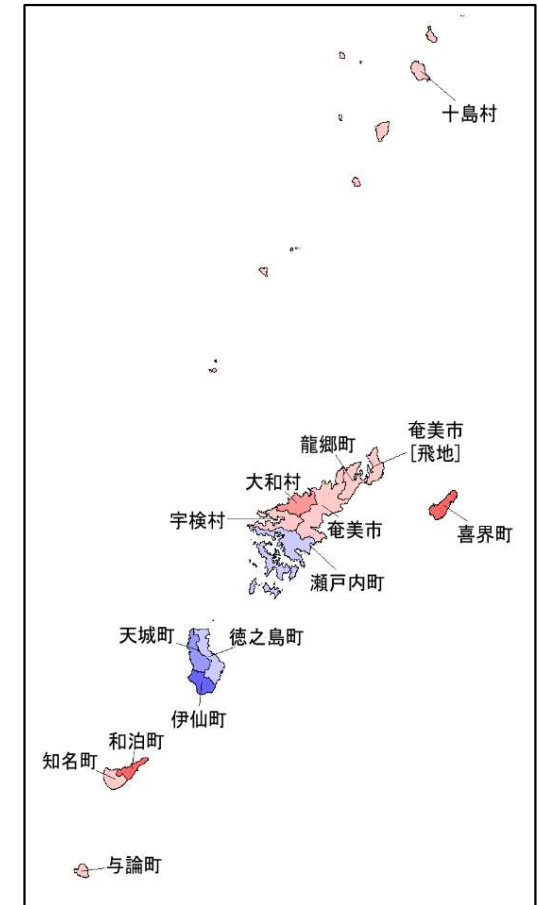 十島村
奄美市
[飛地]
龍郷町
大和村
宇検村
奄美市
喜界町
瀬戸内町
天城町
徳之島町
伊仙町
和泊町
知名町
与論町